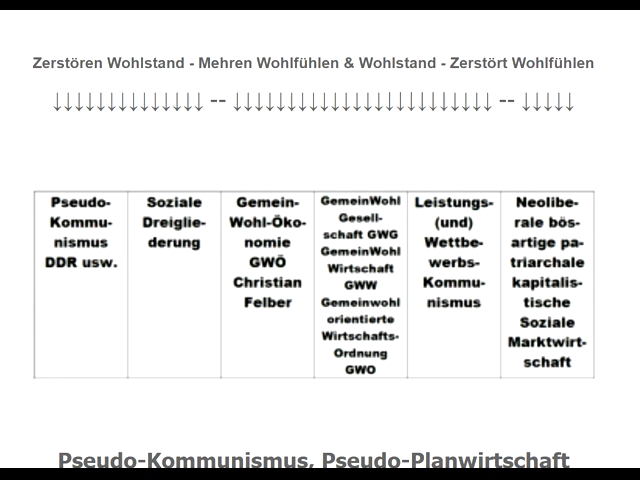 Zerstören Wohlstand - Mehren Wohlfühlen & Wohlstand - Zerstört Wohlfühlen
↓↓↓↓↓↓↓↓↓↓↓↓↓↓ -- ↓↓↓↓↓↓↓↓↓↓↓↓↓↓↓↓↓↓↓↓↓↓↓↓ -- ↓↓↓↓↓
Pseudo-
Kommu-
nismus
DDR usw.
Soziale
Dreiglie-
derung
Gemein-
Wohl-Öko-
nomie
GWÖ
Christian
Felber
GemeinWohl
Gesell-
schaft GWG
GemeinWohl
Wirtschaft
GWW
Gemeinwohl
orientierte
Wirtschafts-
Ordnung
GWO
Leistungs-
(und)
Wettbe-
werbs-
Kommu-
nismus
Neolibe-
rale bös-
artige pa-
triarchale
kapitalis-
tische
Soziale
Marktwirt-
schaft
Pseudo-Kommunismus, Pseudo-Planwirtschaft